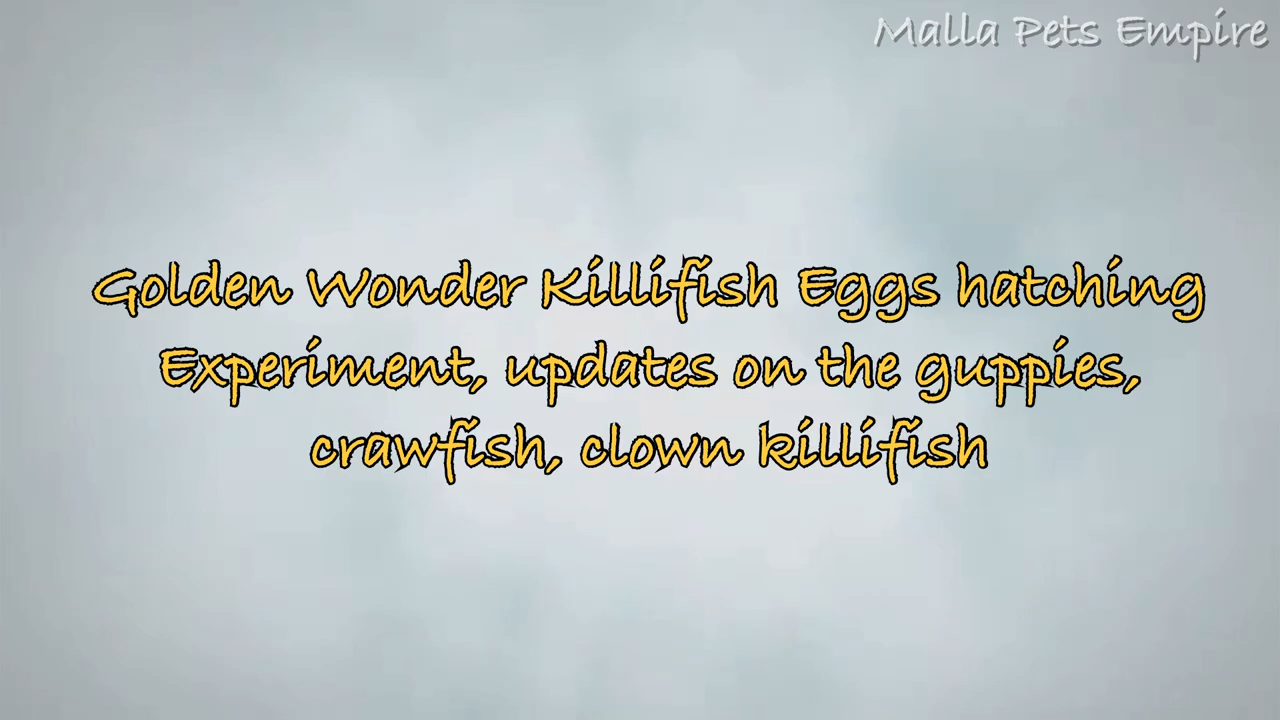 Malla Pets Empire
Golden Wonder Killifish Eggs hatching
Experiment, updates on the guppies,
crawfish, clown killifish